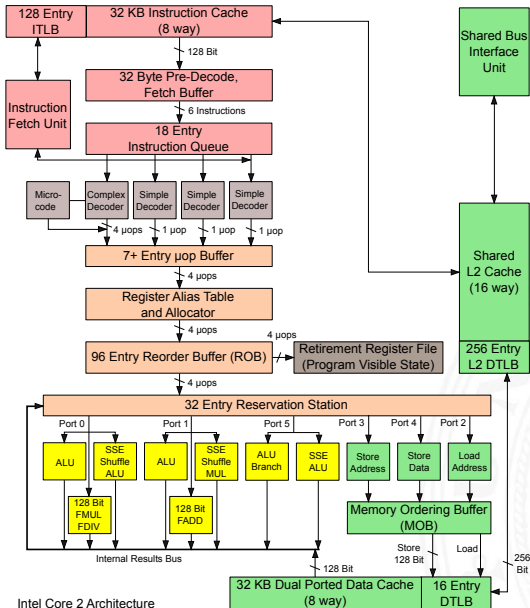 128 Entry
ITLB
32 KB Instruction Cache
(8 way)
Shared Bus
Interface
Unit
128 Bit
32 Byte Pre-Decode,
Fetch Buffer
Instruction
Fetch Unit
6 Instructions
18 Entry
Instruction Queue
Micro-
code
Complex
Decoder
Simple
Decoder
Simple
Decoder
Simple
Decoder
4 µops
1 µop
1 µop
1 µop
Shared
L2 Cache
(16 way)
7+ Entry µop Buffer
4 µops
Register Alias Table
and Allocator
4 µops
4 µops
96 Entry Reorder Buffer (ROB)
Retirement Register File
(Program Visible State)
256 Entry
L2 DTLB
4 µops
32 Entry Reservation Station
Port 0
Port 1
Port 5
Port 3
Port 4
Port 2
ALU
SSE
Shuffle
ALU
ALU
SSE
Shuffle
MUL
ALU
Branch
SSE
ALU
Store
Address
Store
Data
Load
Address
128 Bit
FMUL
FDIV
128 Bit
FADD
Memory Ordering Buffer
(MOB)
Internal Results Bus
Store
128 Bit
Load
256
Bit
128 Bit
32 KB Dual Ported Data Cache
(8 way)
16 Entry
DTLB
Intel Core 2 Architecture